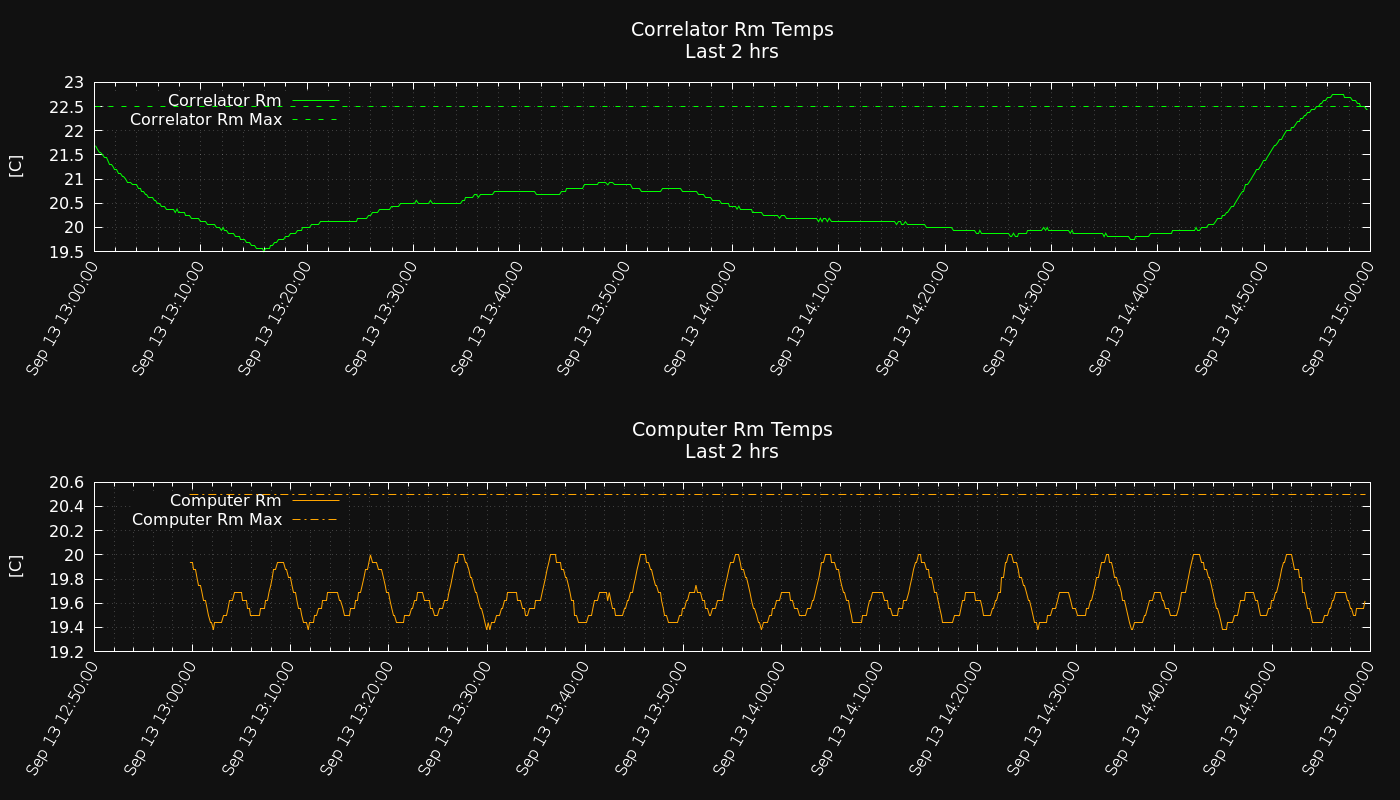 Correlator Rm Temps
Last 2 hrs
23
22.5
22
21.5
21
20.5
20
19.5
[C]
Correlator Rm
Correlator Rm Max
Sep 13 13:00:00
Sep 13 13:10:00
Sep 13 13:20:00
Sep 13 13:30:00
Sep 13 13:40:00
Sep 13 13:50:00
Sep 13 14:00:00
Sep 13 14:10:00
Sep 13 14:20:00
Sep 13 14:30:00
Sep 13 14:40:00
Sep 13 14:50:00
Sep 13 15:00:00
Computer Rm Temps
Last 2 hrs
20.6
20.4
20.2
20
19.8
19.6
19.4
19.2
[C]
Computer Rm
Computer Rm Max
Sep 13 12:50:00
Sep 13 13:00:00
Sep 13 13:10:00
Sep 13 13:20:00
Sep 13 13:30:00
Sep 13 13:40:00
Sep 13 13:50:00
Sep 13 14:00:00
Sep 13 14:10:00
Sep 13 14:20:00
Sep 13 14:30:00
Sep 13 14:40:00
Sep 13 14:50:00
Sep 13 15:00:00